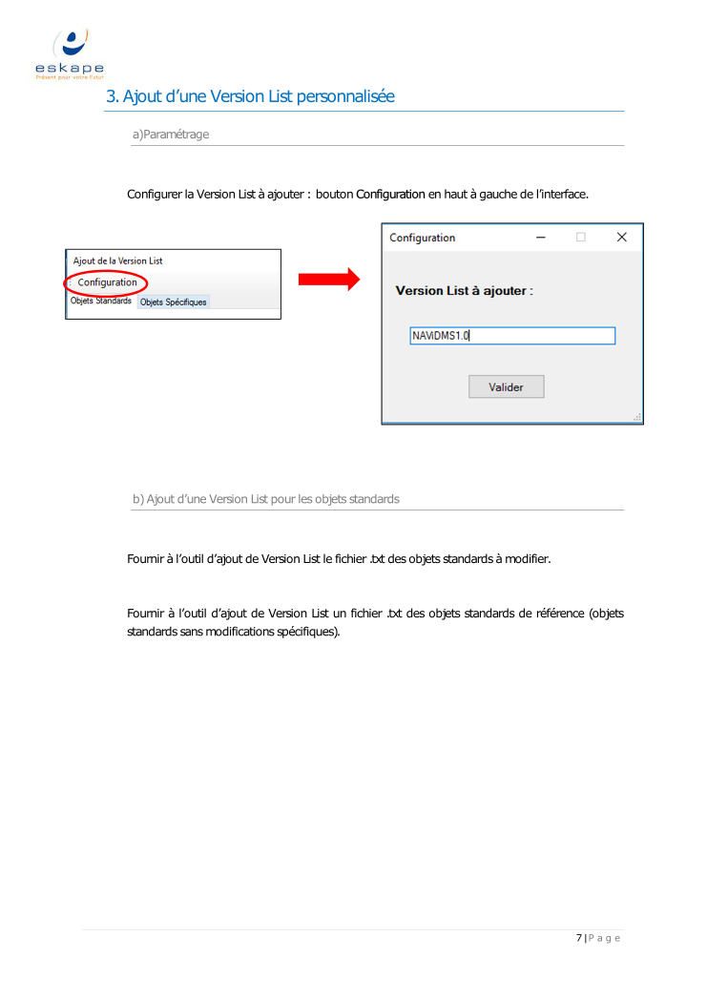 eskape
Présent pour votre Futur
3. Ajout d’une Version List personnalisée
a)Paramétrage
Configurer la Version List à ajouter : bouton Configuration en haut à gauche de l’interface.
Ajout de la Version List
Configuration
Objets Standards Objets Spécifiques
Configuration
Version List à ajouter :
NAViDMS1.0
Valider
b) Ajout d’une Version List pour les objets standards
Fournir à l’outil d’ajout de Version List le fichier .txt des objets standards à modifier.
Fournir à l’outil d’ajout de Version List un fichier .txt des objets standards de référence (objets
standards sans modifications spécifiques).
7|Page